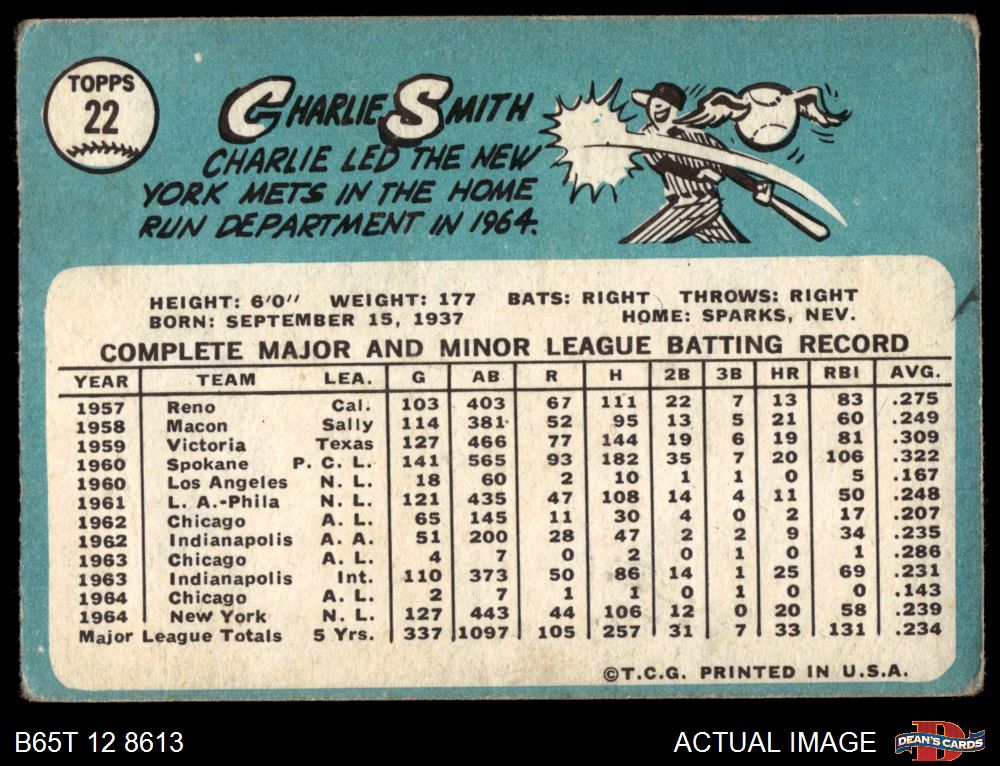 TOPPS
22
CHARLIE SMITH
CHARLIE LED THE NEW
YORK METS IN THE HOME
RUN DEPARTMENT IN 1964.
HEIGHT: 6'0" WEIGHT: 177 BATS: RIGHT THROWS: RIGHT
BORN: SEPTEMBER 15, 1937 HOME: SPARKS, NEV.
COMPLETE MAJOR AND MINOR LEAGUE BATTING RECORD
YEAR TEAM LEA. G AB R H 2B 3B HR RBI AVG.
1957 Reno Cal. 103 403 67 111 22 7 13 83 .275
1958 Macon Sally 114 381 52 95 13 5 21 60 .249
1959 Victoria Texas 127 466 77 144 19 6 19 81 .309
1960 Spokane P. C. L. 141 565 93 182 35 7 20 106 .322
1960 Los Angeles N. L. 18 60 2 10 1 1 0 5 .167
1961 L. A.-Phila N. L. 121 435 47 108 14 4 11 50 .248
1962 Chicago A. L. 65 145 11 30 4 0 2 17 .207
1962 Indianapolis A. A. 51 200 28 47 2 2 9 34 .235
1963 Chicago A. L. 4 7 0 2 0 1 0 1 .286
1963 Indianapolis Int. 110 373 50 86 14 1 25 69 .231
1964 Chicago A. L. 2 7 1 1 0 1 0 0 .143
1964 New York N. L. 127 443 44 106 12 0 20 58 .239
Major League Totals 5 Yrs. 337 1097 105 257 31 7 33 131 .234
©T.C.G. PRINTED IN U.S.A.
B65T 12 8613 ACTUAL IMAGE DEAN'S CARDS